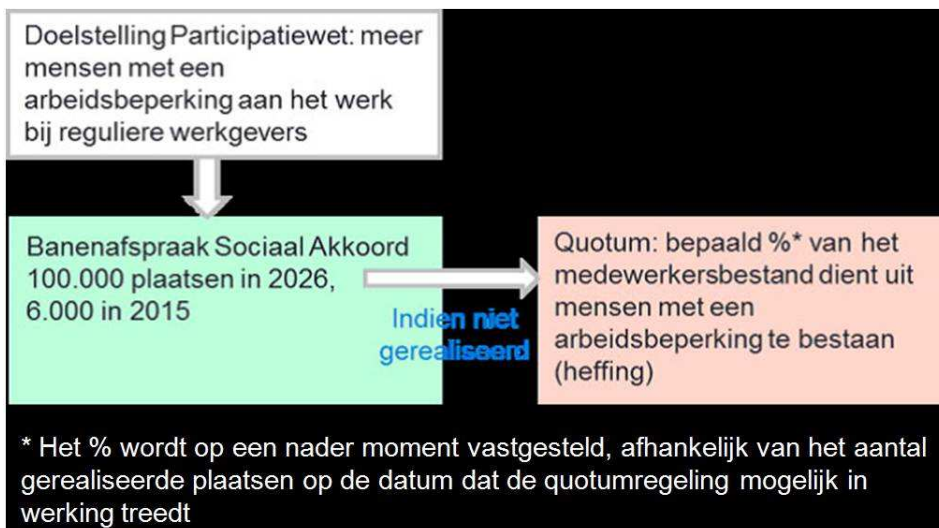 Doelstelling Participatiewet: meer
mensen met een
arbeidsbeperking aan het werk
bij reguliere werkgevers
Banenafspraak Sociaal Akkoord
100.000 plaatsen in 2026,
6.000 in 2015
Indien niet
gerealiseerd
Quotum: bepaald %* van het
medewerkersbestand dient uit
mensen met een
arbeidsbeperking te bestaan
(heffing)
* Het % wordt op een nader moment vastgesteld, afhankelijk van het aantal
gerealiseerde plaatsen op de datum dat de quotumregeling mogelijk in
werking treedt